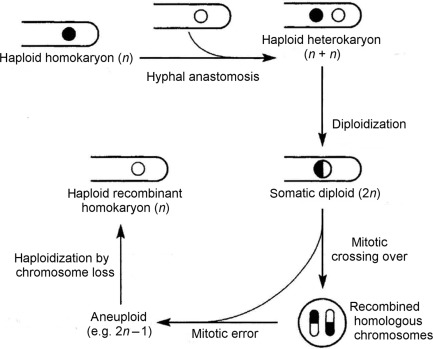 Haploid homokaryon (n)
Hyphal anastomosis
Haploid heterokaryon
(n + n)
Diploidization
Somatic diploid (2n)
Mitotic
crossing over
Recombined
homologous
chromosomes
Mitotic error
Aneuploid
(e.g. 2n–1)
Haploidization by
chromosome loss
Haploid recombinant
homokaryon (n)